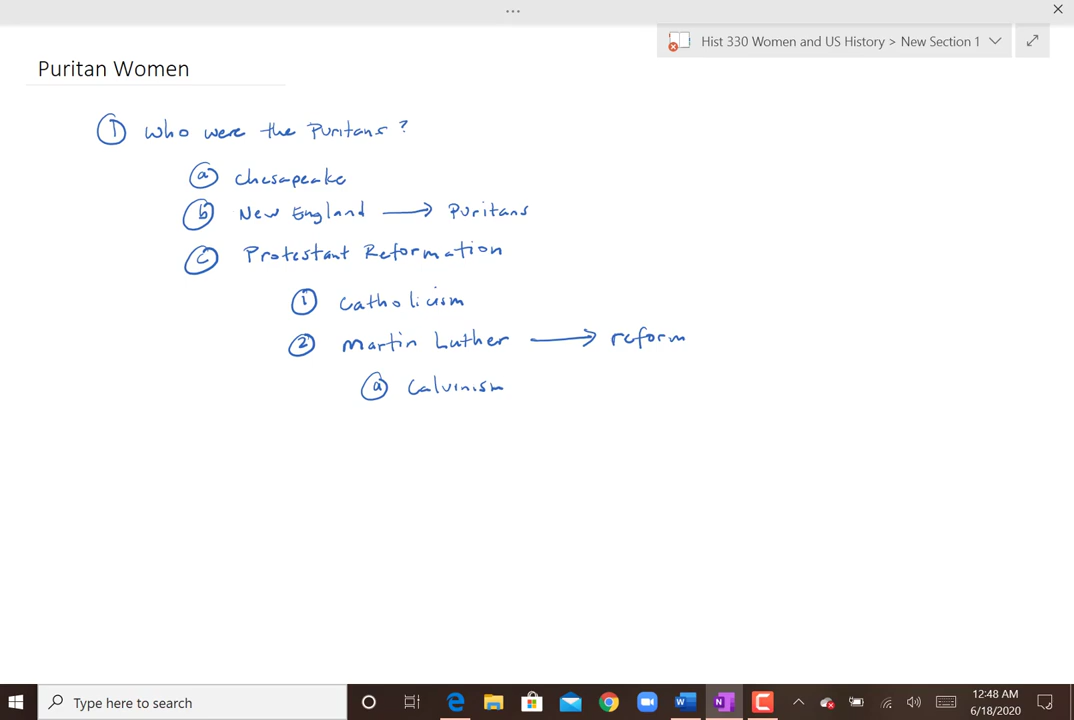 Hist 330 Women and US History > New Section 1
Puritan Women
1 Who were the Puritans?
a Chesapeake
b New England → Puritans
c Protestant Reformation
1 Catholicism
2 Martin Luther → reform
a Calvinism
Type here to search
12:48 AM
6/18/2020